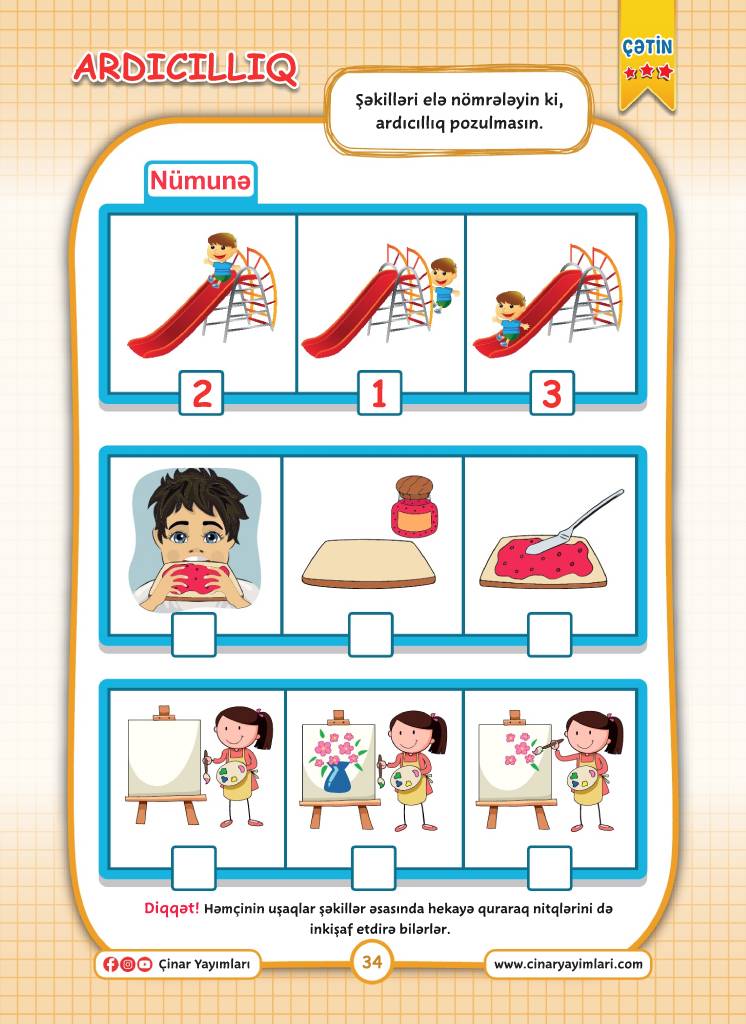 ARDICILLIQ
ÇƏTİN
Şəkilləri elə nömrələyin ki,
ardıcıllıq pozulmasın.
Nümunə
2
1
3
Diqqət! Həmçinin uşaqlar şəkillər əsasında hekayə quraraq nitqlərini də
inkişaf etdirə bilərlər.
Çinar Yayımları
34
www.cinaryayimlari.com